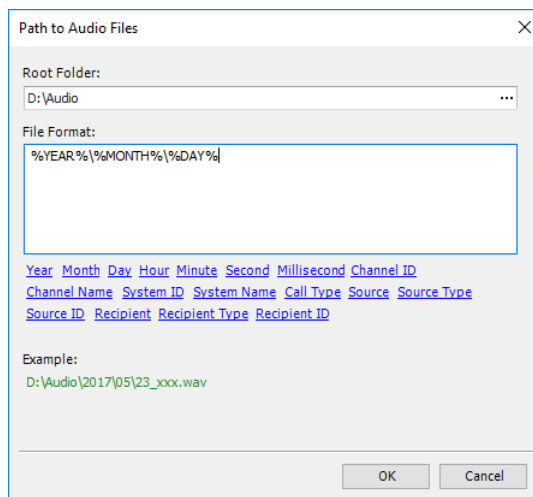 Path to Audio Files
Root Folder:
D:\Audio ...
File Format:
%YEAR%\%MONTH%\%DAY%
Year Month Day Hour Minute Second Millisecond Channel ID
Channel Name System ID System Name Call Type Source Source Type
Source ID Recipient Recipient Type Recipient ID
Example:
D:\Audio\2017\05\23_xxx.wav
OK Cancel